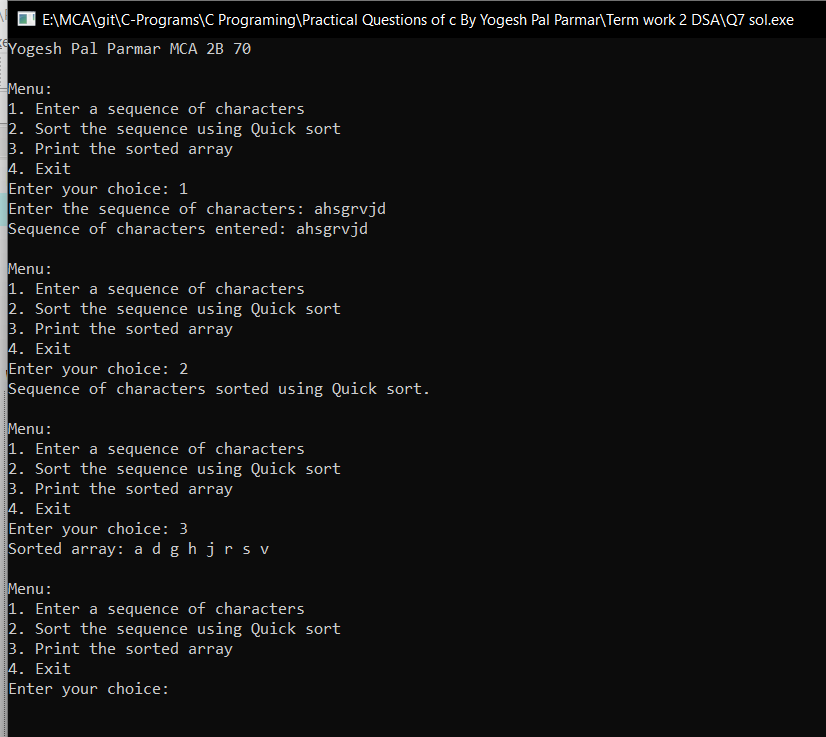 E:\MCA\git\C-Programs\C Programing\Practical Questions of c By Yogesh Pal Parmar\Term work 2 DSA\Q7 sol.exe
Yogesh Pal Parmar MCA 2B 70
Menu:
1. Enter a sequence of characters
2. Sort the sequence using Quick sort
3. Print the sorted array
4. Exit
Enter your choice: 1
Enter the sequence of characters: ahsgrvjd
Sequence of characters entered: ahsgrvjd
Menu:
1. Enter a sequence of characters
2. Sort the sequence using Quick sort
3. Print the sorted array
4. Exit
Enter your choice: 2
Sequence of characters sorted using Quick sort.
Menu:
1. Enter a sequence of characters
2. Sort the sequence using Quick sort
3. Print the sorted array
4. Exit
Enter your choice: 3
Sorted array: a d g h j r s v
Menu:
1. Enter a sequence of characters
2. Sort the sequence using Quick sort
3. Print the sorted array
4. Exit
Enter your choice: